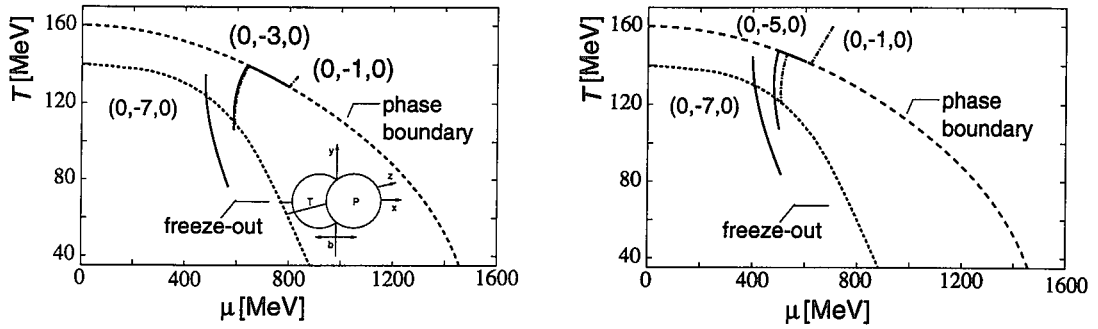 160
120
80
40
T [MeV]
(0,-3,0)
(0,-1,0)
(0,-7,0)
phase
boundary
freeze-out
y
z
x
T
P
b
0
400
800
1200
1600
μ [MeV]
160
120
80
40
T [MeV]
(0,-5,0)
(0,-1,0)
(0,-7,0)
phase
boundary
freeze-out
0
400
800
1200
1600
μ [MeV]